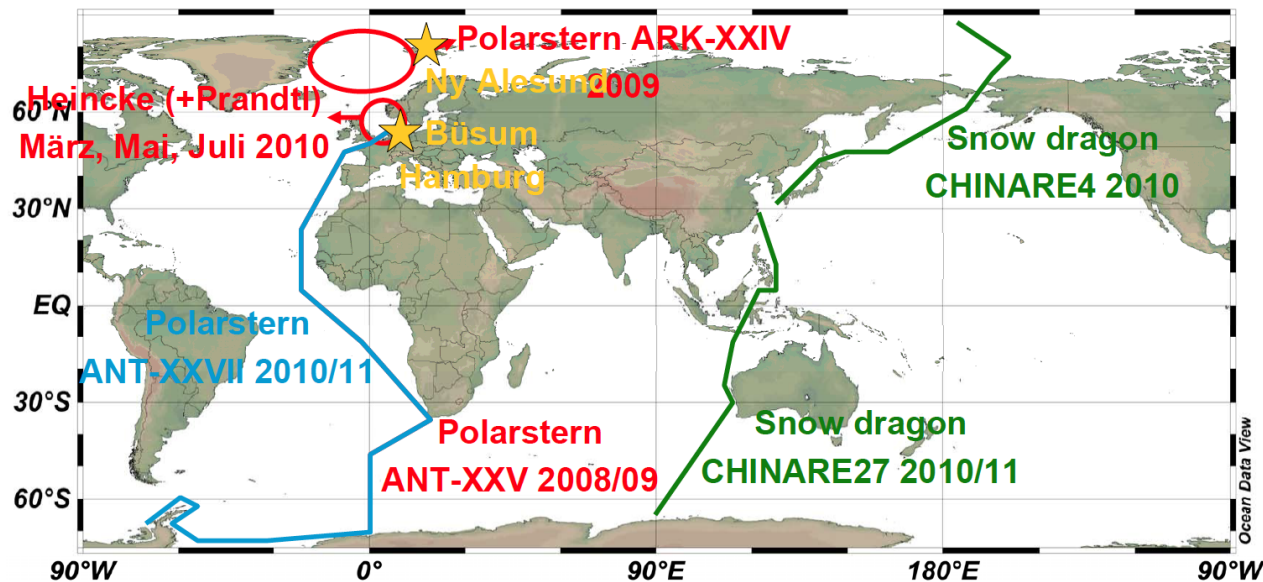 Polarstern ARK-XXIV
2009
Ny Alesund
Heincke (+Prandtl)
März, Mai, Juli 2010
Büsum
Hamburg
Snow dragon
CHINARE4 2010
Polarstern
ANT-XXVII 2010/11
Polarstern
ANT-XXV 2008/09
Snow dragon
CHINARE27 2010/11
60°N
30°N
EQ
30°S
60°S
90°W
0°
90°E
180°E
90°W
Ocean Data View